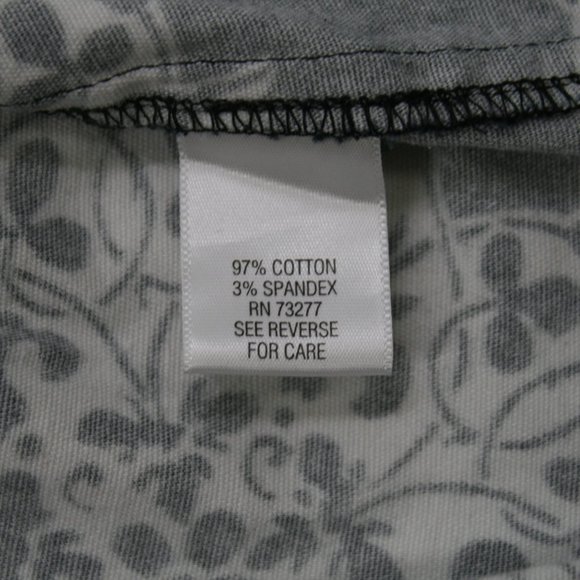 97% COTTON
3% SPANDEX
RN 73277
SEE REVERSE
FOR CARE